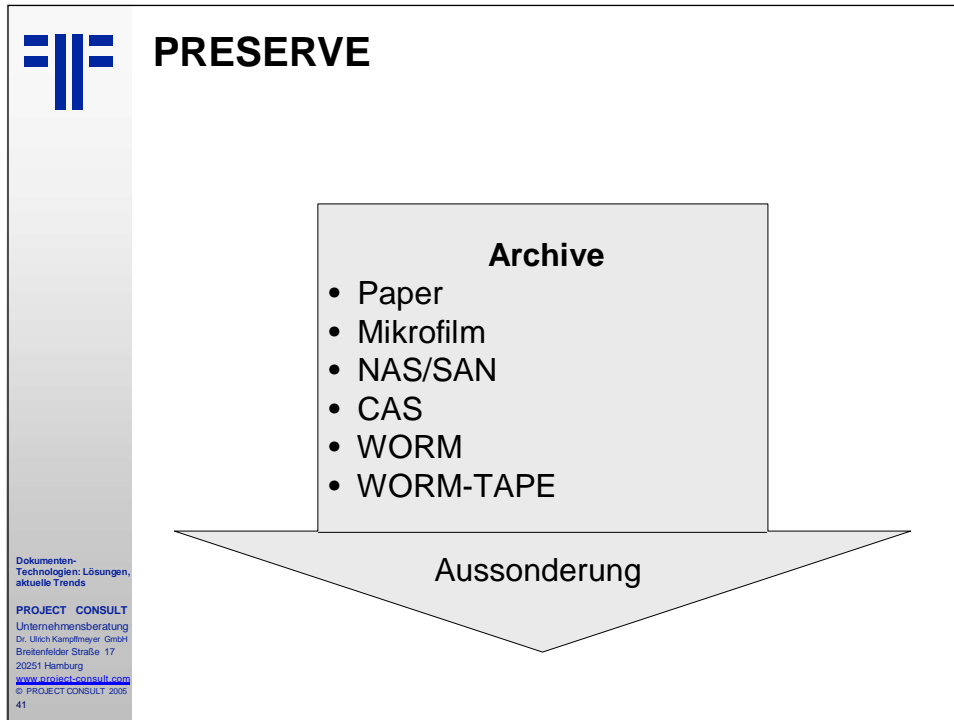 PRESERVE
Archive
• Paper
• Mikrofilm
• NAS/SAN
• CAS
• WORM
• WORM-TAPE
Aussonderung
Dokumenten-
Technologien: Lösungen,
aktuelle Trends
PROJECT CONSULT
Unternehmensberatung
Dr. Ulrich Kampffmeyer GmbH
Breitenfelder Straße 17
20251 Hamburg
www.project-consult.com
© PROJECT CONSULT 2005
41